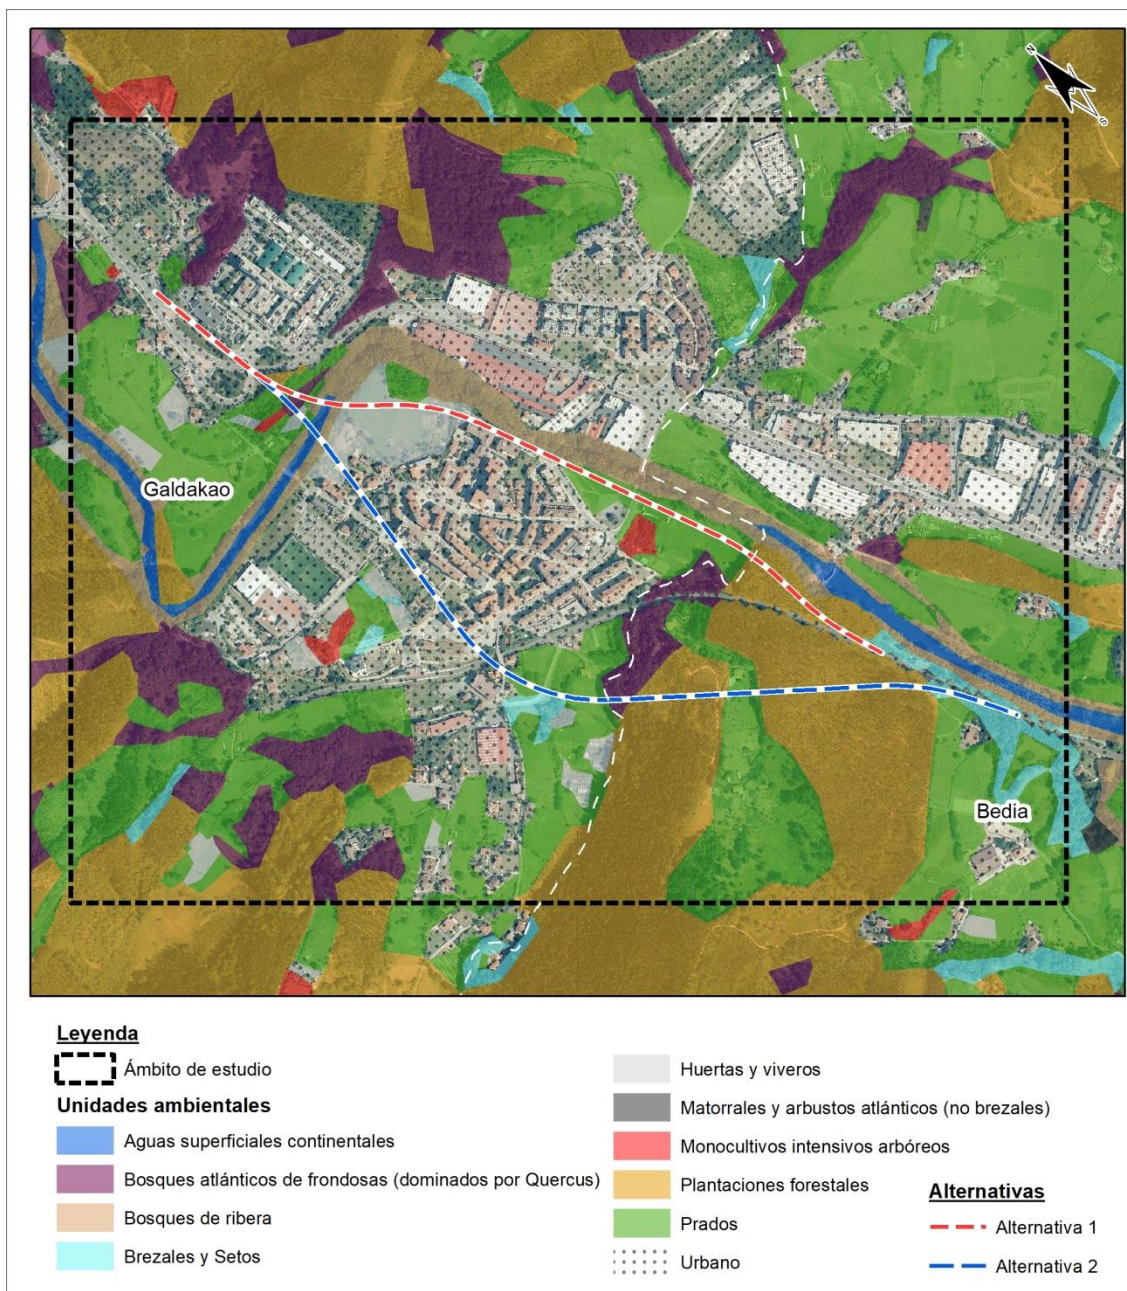 N
S
Galdakao
Bedia
Leyenda
Ámbito de estudio
Unidades ambientales
Aguas superficiales continentales
Bosques atlánticos de frondosas (dominados por Quercus)
Bosques de ribera
Brezales y Setos
Huertas y viveros
Matorrales y arbustos atlánticos (no brezales)
Monocultivos intensivos arbóreos
Plantaciones forestales
Prados
Urbano
Alternativas
Alternativa 1
Alternativa 2